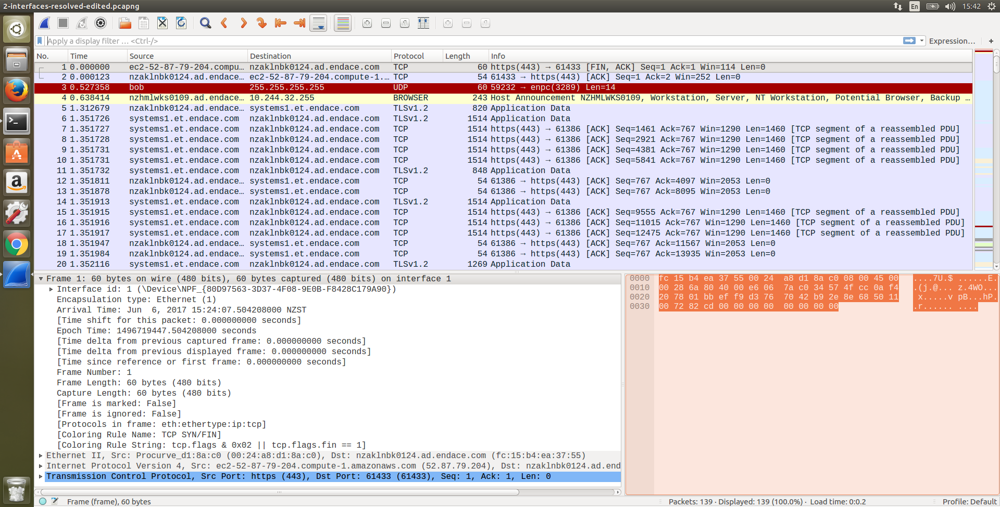 2-interfaces-resolved-edited.pcapng
En
15:42
Apply a display filter … <Ctrl-/>
Expression…
+
No. Time Source Destination Protocol Length Info
1 0.000000 ec2-52-87-79-204.compu… nzaklnbk0124.ad.endace.com TCP 60 https(443) → 61433 [FIN, ACK] Seq=1 Ack=1 Win=114 Len=0
2 0.000123 nzaklnbk0124.ad.endace… ec2-52-87-79-204.compute-1.… TCP 54 61433 → https(443) [ACK] Seq=1 Ack=2 Win=252 Len=0
3 0.527358 bob 255.255.255.255 UDP 60 59232 → enpc(3289) Len=14
4 0.638414 nzhmlwks0109.ad.endace… 10.244.32.255 BROWSER 243 Host Announcement NZHMLWKS0109, Workstation, Server, NT Workstation, Potential Browser, Backup …
5 1.312679 nzaklnbk0124.ad.endace… systems1.et.endace.com TLSv1.2 820 Application Data
6 1.351726 systems1.et.endace.com nzaklnbk0124.ad.endace.com TLSv1.2 1514 Application Data
7 1.351727 systems1.et.endace.com nzaklnbk0124.ad.endace.com TCP 1514 https(443) → 61386 [ACK] Seq=1461 Ack=767 Win=1290 Len=1460 [TCP segment of a reassembled PDU]
8 1.351728 systems1.et.endace.com nzaklnbk0124.ad.endace.com TCP 1514 https(443) → 61386 [ACK] Seq=2921 Ack=767 Win=1290 Len=1460 [TCP segment of a reassembled PDU]
9 1.351731 systems1.et.endace.com nzaklnbk0124.ad.endace.com TCP 1514 https(443) → 61386 [ACK] Seq=4381 Ack=767 Win=1290 Len=1460 [TCP segment of a reassembled PDU]
10 1.351731 systems1.et.endace.com nzaklnbk0124.ad.endace.com TCP 1514 https(443) → 61386 [ACK] Seq=5841 Ack=767 Win=1290 Len=1460 [TCP segment of a reassembled PDU]
11 1.351732 systems1.et.endace.com nzaklnbk0124.ad.endace.com TLSv1.2 848 Application Data
12 1.351811 nzaklnbk0124.ad.endace… systems1.et.endace.com TCP 54 61386 → https(443) [ACK] Seq=767 Ack=4097 Win=2053 Len=0
13 1.351878 nzaklnbk0124.ad.endace… systems1.et.endace.com TCP 54 61386 → https(443) [ACK] Seq=767 Ack=8095 Win=2053 Len=0
14 1.351913 systems1.et.endace.com nzaklnbk0124.ad.endace.com TLSv1.2 1514 Application Data
15 1.351915 systems1.et.endace.com nzaklnbk0124.ad.endace.com TCP 1514 https(443) → 61386 [ACK] Seq=9555 Ack=767 Win=1290 Len=1460 [TCP segment of a reassembled PDU]
16 1.351916 systems1.et.endace.com nzaklnbk0124.ad.endace.com TCP 1514 https(443) → 61386 [ACK] Seq=11015 Ack=767 Win=1290 Len=1460 [TCP segment of a reassembled PDU]
17 1.351917 systems1.et.endace.com nzaklnbk0124.ad.endace.com TCP 1514 https(443) → 61386 [ACK] Seq=12475 Ack=767 Win=1290 Len=1460 [TCP segment of a reassembled PDU]
18 1.351947 nzaklnbk0124.ad.endace… systems1.et.endace.com TCP 54 61386 → https(443) [ACK] Seq=767 Ack=11567 Win=2053 Len=0
19 1.351984 nzaklnbk0124.ad.endace… systems1.et.endace.com TCP 54 61386 → https(443) [ACK] Seq=767 Ack=13935 Win=2053 Len=0
20 1.352116 systems1.et.endace.com nzaklnbk0124.ad.endace.com TLSv1.2 1269 Application Data
Frame 1: 60 bytes on wire (480 bits), 60 bytes captured (480 bits) on interface 1
Interface id: 1 (\Device\NPF_{80D97563-3D37-4F08-9E0B-F8428C179A90})
Encapsulation type: Ethernet (1)
Arrival Time: Jun  6, 2017 15:24:07.504208000 NZST
[Time shift for this packet: 0.000000000 seconds]
Epoch Time: 1496719447.504208000 seconds
[Time delta from previous captured frame: 0.000000000 seconds]
[Time delta from previous displayed frame: 0.000000000 seconds]
[Time since reference or first frame: 0.000000000 seconds]
Frame Number: 1
Frame Length: 60 bytes (480 bits)
Capture Length: 60 bytes (480 bits)
[Frame is marked: False]
[Frame is ignored: False]
[Protocols in frame: eth:ethertype:ip:tcp]
[Coloring Rule Name: TCP SYN/FIN]
[Coloring Rule String: tcp.flags & 0x02 || tcp.flags.fin == 1]
Ethernet II, Src: Procurve_d1:8a:c0 (00:24:a8:d1:8a:c0), Dst: nzaklnbk0124.ad.endace.com (fc:15:b4:ea:37:55)
Internet Protocol Version 4, Src: ec2-52-87-79-204.compute-1.amazonaws.com (52.87.79.204), Dst: nzaklnbk0124.ad.end
Transmission Control Protocol, Src Port: https (443), Dst Port: 61433 (61433), Seq: 1, Ack: 1, Len: 0
0000 fc 15 b4 ea 37 55 00 24 a8 d1 8a c0 08 00 45 00 ....7U.$ ......E.
0010 00 28 6a 80 40 00 e6 06 7a c0 34 57 4f cc 0a f4 .(j.@... z.4WO...
0020 20 78 01 bb ef f9 d3 76 70 42 b9 2e 8e 68 50 11 x.....v pB...hP.
0030 00 72 82 cd 00 00 00 00 00 00 00 00 .r...... ....
Frame (frame), 60 bytes
Packets: 139 · Displayed: 139 (100.0%) · Load time: 0:0.2
Profile: Default